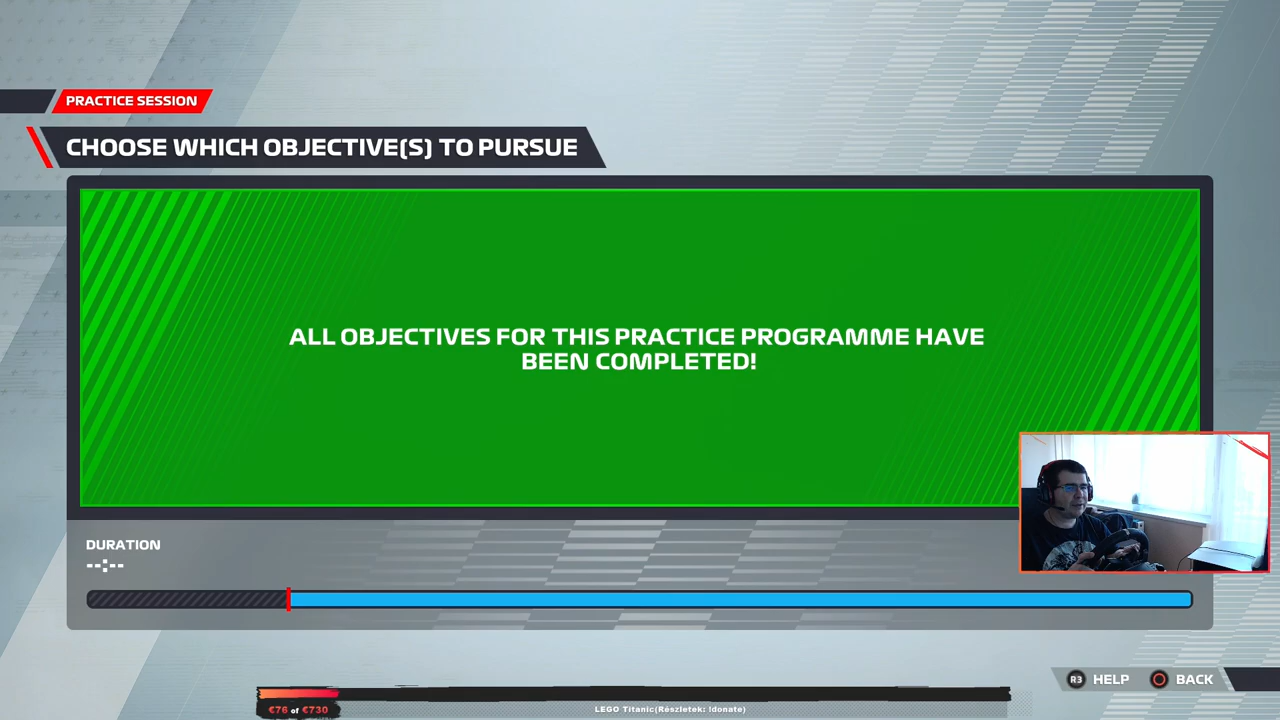 PRACTICE SESSION
CHOOSE WHICH OBJECTIVE(S) TO PURSUE
ALL OBJECTIVES FOR THIS PRACTICE PROGRAMME HAVE
BEEN COMPLETED!
DURATION
--:--
R3 HELP
BACK
€76 of €730
LEGO Titanic(Részletek: !donate)